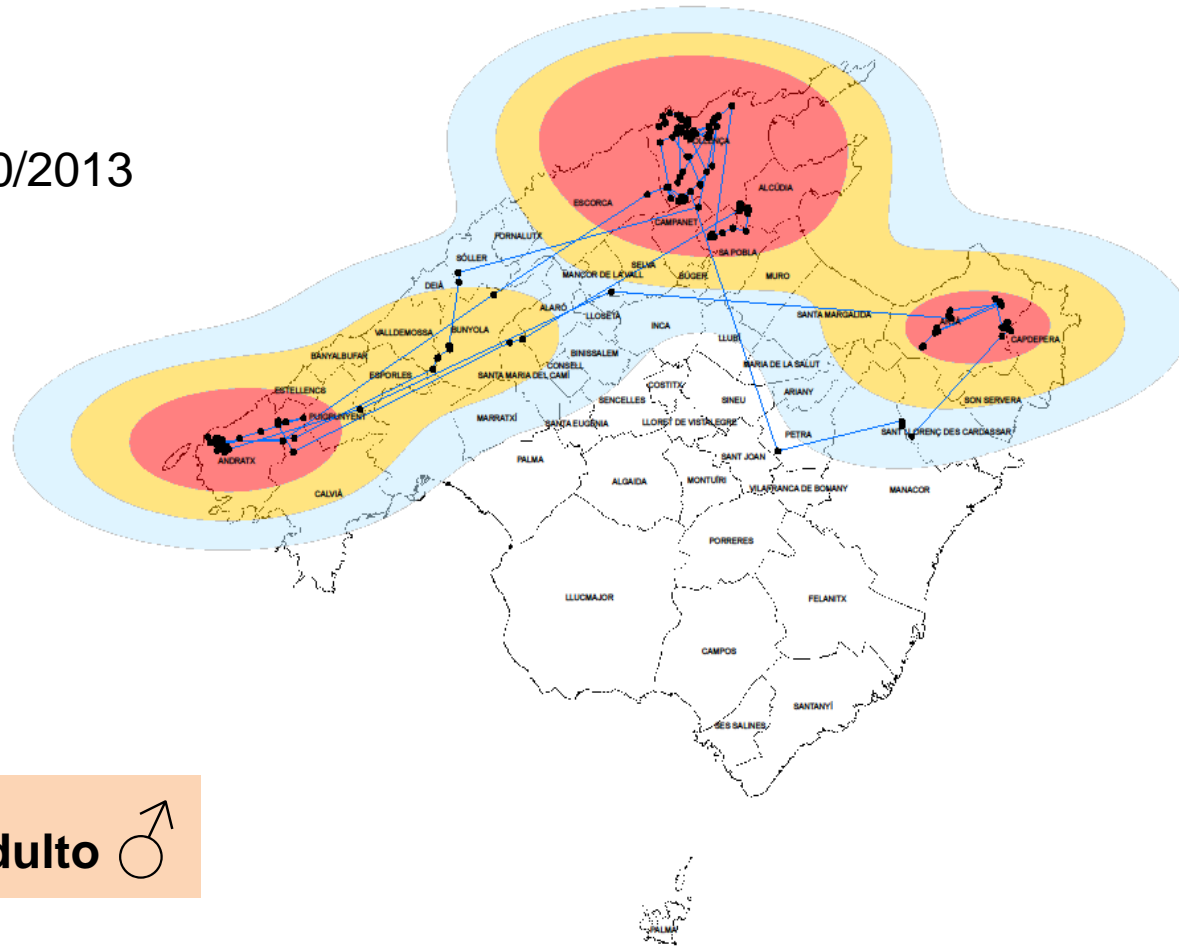 0/2013
POLLENÇA
ALCÚDIA
ESCORCA
CAMPANET
FORNALUTX
SÓLLER
SA POBLA
SELVA
MANCOR DE LA VALL
BÚGER
MURO
DEIÀ
ALARÓ
LLOSETA
SANTA MARGALIDA
ARTÀ
VALLDEMOSSA
BUNYOLA
INCA
LLUBÍ
CAPDEPERA
BANYALBUFAR
BINISSALEM
MARIA DE LA SALUT
CONSELL
ESPORLES
SANTA MARIA DEL CAMÍ
COSTITX
ARIANY
ESTELLENCS
SENCELLES
SINEU
SON SERVERA
PUIGPUNYENT
MARRATXÍ
SANTA EUGÈNIA
LLORET DE VISTALEGRE
PETRA
SANT LLORENÇ DES CARDASSAR
ANDRATX
PALMA
SANT JOAN
CALVIÀ
ALGAIDA
MONTUÏRI
VILAFRANCA DE BONANY
MANACOR
PORRERES
LLUCMAJOR
FELANITX
CAMPOS
SANTANYÍ
SES SALINES
dulto ♂
PALMA